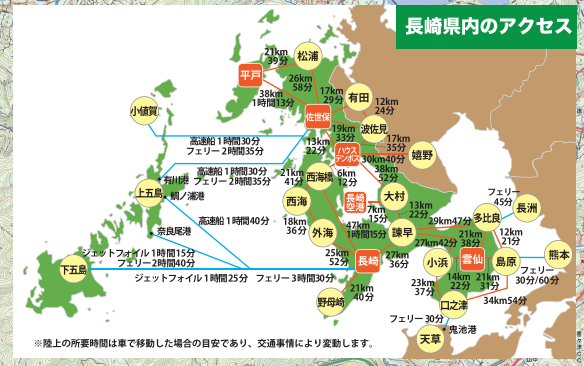 長崎県内のアクセス
21km
39分
松浦
平戸
26km
58分
38km
1時間13分
17km
29分
有田
12km
24分
小値賀
佐世保
波佐見
19km
33分
17km
35分
高速船 1時間30分
フェリー 2時間35分
13km
22分
ハウス
テンボス
嬉野
30km40分
高速船 1時間30分
フェリー 2時間35分
21km
41分
西海橋
6km
12分
38km
52分
有川港
上五島
鯛ノ浦港
西海
長崎
空港
大村
フェリー
45分
長洲
高速船 1時間40分
18km
36分
7km
15分
13km
22分
29km47分
多比良
奈良尾港
外海
47km
1時間15分
諫早
21km
38分
12km
21分
27km42分
ジェットフォイル 1時間15分
フェリー 2時間40分
25km
52分
長崎
27km
36分
小浜
雲仙
島原
熊本
下五島
ジェットフォイル 1時間25分
フェリー 3時間30分
14km
22分
21km
31分
フェリー
30分/60分
21km
40分
23km
37分
野母崎
口之津
34km54分
フェリー 30分
鬼池港
天草
※陸上の所要時間は車で移動した場合の目安であり、交通事情により変動します。